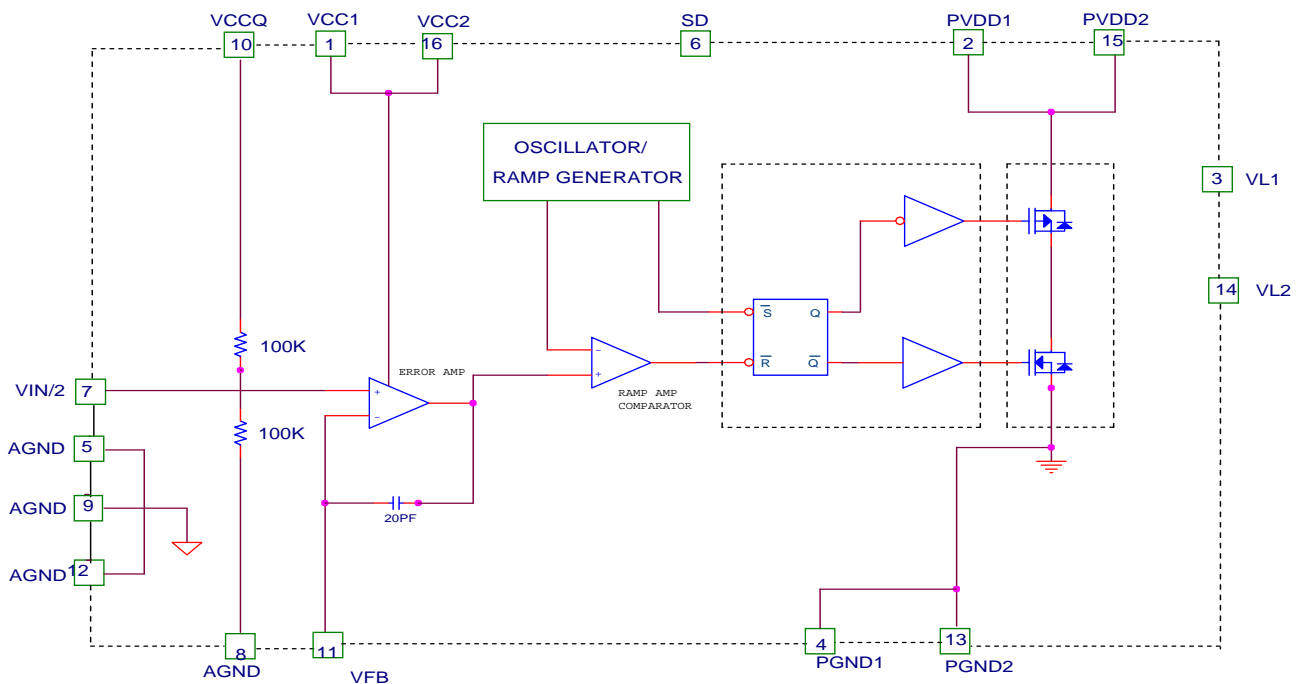 VCCQ
10
VCC1
1
VCC2
16
SD
6
PVDD1
2
PVDD2
15
OSCILLATOR/
RAMP GENERATOR
3
VL1
14
VL2
S
Q
R
Q
100K
ERROR AMP
+
−
−
+
RAMP AMP
COMPARATOR
VIN/2
7
100K
AGND
5
AGND
9
20PF
AGND
12
8
AGND
11
VFB
4
PGND1
13
PGND2